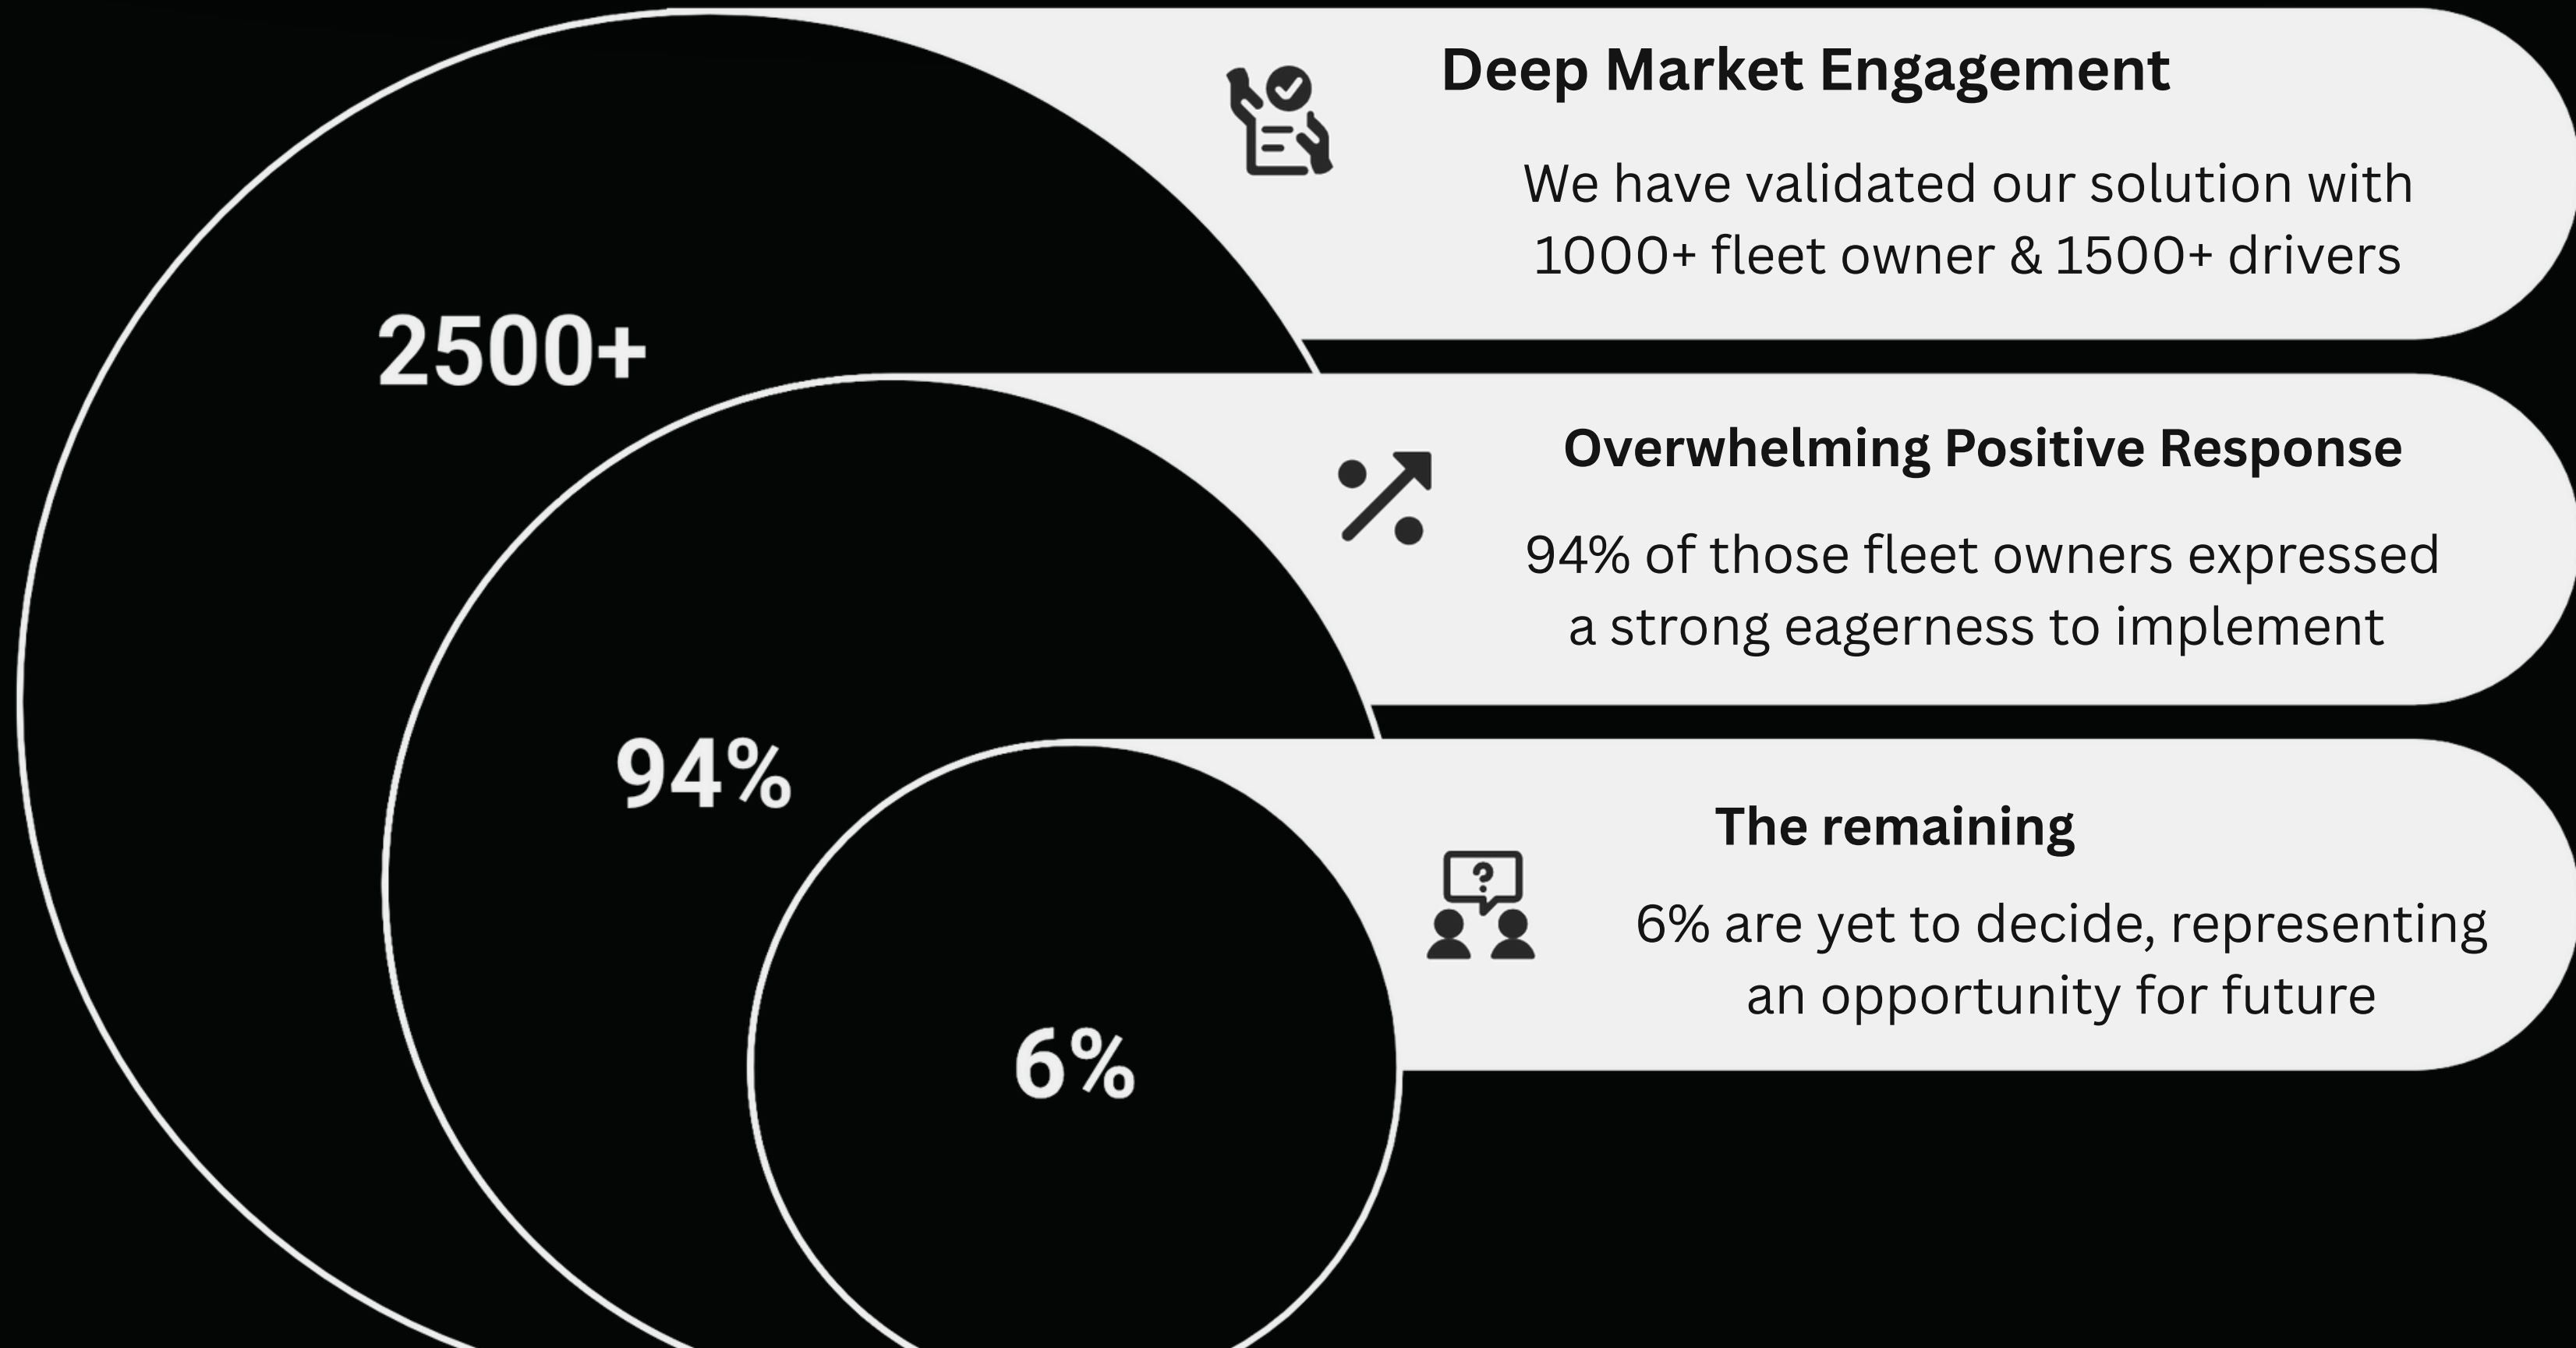 Deep Market Engagement
We have validated our solution with
1000+ fleet owner & 1500+ drivers
2500+
Overwhelming Positive Response
94% of those fleet owners expressed
a strong eagerness to implement
94%
The remaining
6% are yet to decide, representing
an opportunity for future
6%